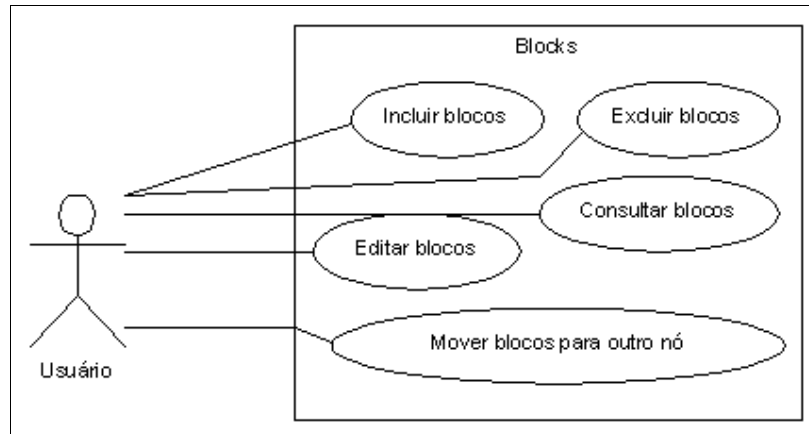 Blocks
Incluir blocos
Excluir blocos
Consultar blocos
Editar blocos
Mover blocos para outro nó
Usuário